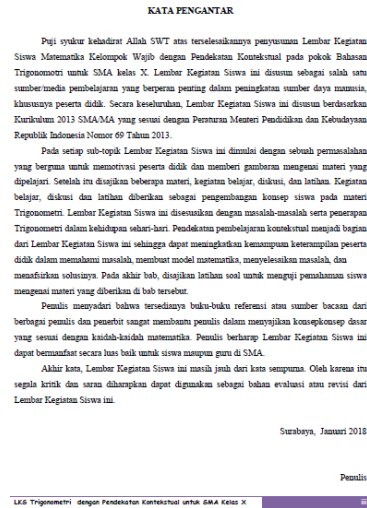 KATA PENGANTAR
Puji syukur kehadirat Allah SWT atas terselesaikannya penyusunan Lembar Kegiatan
Siswa Matematika Kelompok Wajib dengan Pendekatan Kontekstual pada pokok Bahasan
Trigonometri untuk SMA kelas X. Lembar Kegiatan Siswa ini disusun sebagai salah satu
sumber/media pembelajaran yang berperan penting dalam peningkatan sumber daya manusia,
khususnya peserta didik. Secara keseluruhan, Lembar Kegiatan Siswa ini disusun berdasarkan
Kurikulum 2013 SMA/MA yang sesuai dengan Peraturan Menteri Pendidikan dan Kebudayaan
Republik Indonesia Nomor 69 Tahun 2013.
Pada setiap sub-topik Lembar Kegiatan Siswa ini dimulai dengan sebuah permasalahan
yang berguna untuk memotivasi peserta didik dan memberi gambaran mengenai materi yang
dipelajari. Setelah itu disajikan beberapa materi, kegiatan belajar, diskusi, dan latihan. Kegiatan
belajar, diskusi dan latihan diberikan sebagai pengembangan konsep siswa pada materi
Trigonometri. Lembar Kegiatan Siswa ini disesuaikan dengan masalah-masalah serta penerapan
Trigonometri dalam kehidupan sehari-hari. Pendekatan pembelajaran kontekstual menjadi bagian
dari Lembar Kegiatan Siswa ini sehingga dapat meningkatkan kemampuan keterampilan peserta
didik dalam memahami masalah, membuat model matematika, menyelesaikan masalah, dan
menafsirkan solusinya. Pada akhir bab, disajikan latihan soal untuk menguji pemahaman siswa
mengenai materi yang diberikan di bab tersebut.
Penulis menyadari bahwa tersedianya buku-buku referensi atau sumber bacaan dari
berbagai penulis dan penerbit sangat membantu penulis dalam menyajikan konsepkonsep dasar
yang sesuai dengan kaidah-kaidah matematika. Penulis berharap Lembar Kegiatan Siswa ini
dapat bermanfaat secara luas baik untuk siswa maupun guru di SMA.
Akhir kata, Lembar Kegiatan Siswa ini masih jauh dari kata sempurna. Oleh karena itu
segala kritik dan saran diharapkan dapat digunakan sebagai bahan evaluasi atau revisi dari
Lembar Kegiatan Siswa ini.
Surabaya, Januari 2018
Penulis
LKS Trigonometri dengan Pendekatan Kontekstual untuk SMA Kelas X